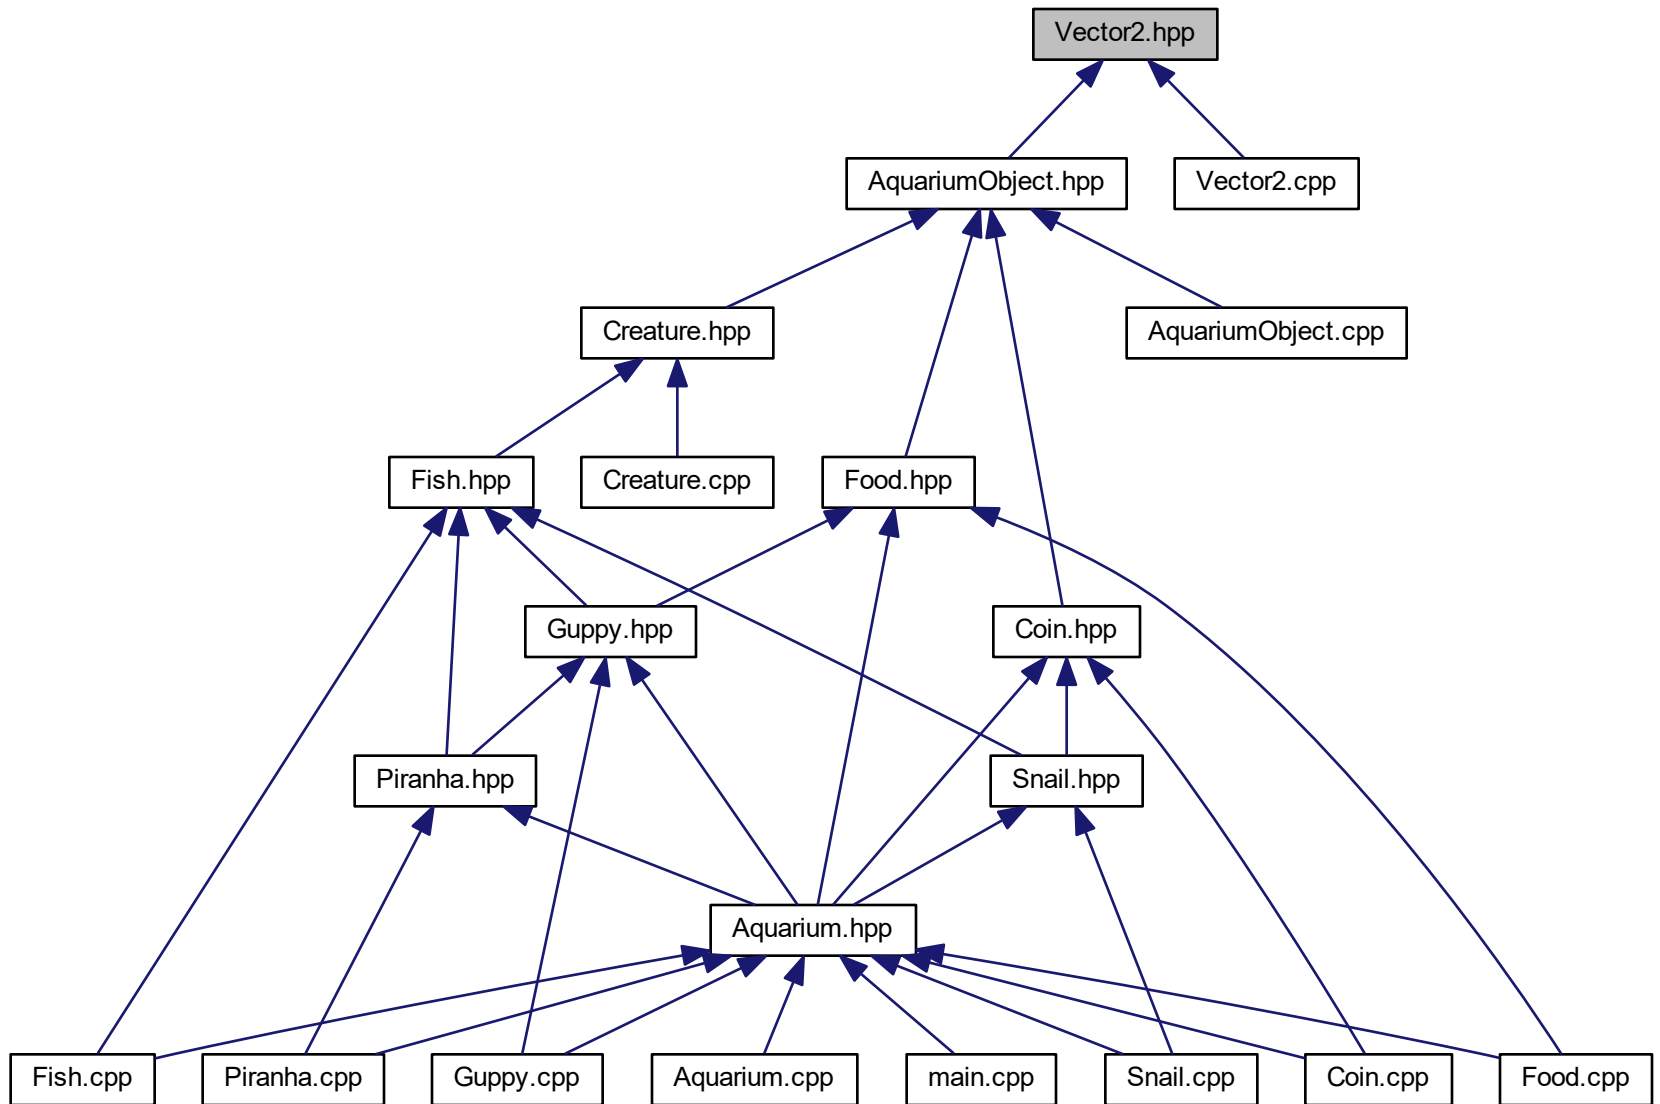 Vector2.hpp
AquariumObject.hpp
Vector2.cpp
Creature.hpp
AquariumObject.cpp
Fish.hpp
Creature.cpp
Food.hpp
Guppy.hpp
Coin.hpp
Piranha.hpp
Snail.hpp
Aquarium.hpp
Fish.cpp
Piranha.cpp
Guppy.cpp
Aquarium.cpp
main.cpp
Snail.cpp
Coin.cpp
Food.cpp